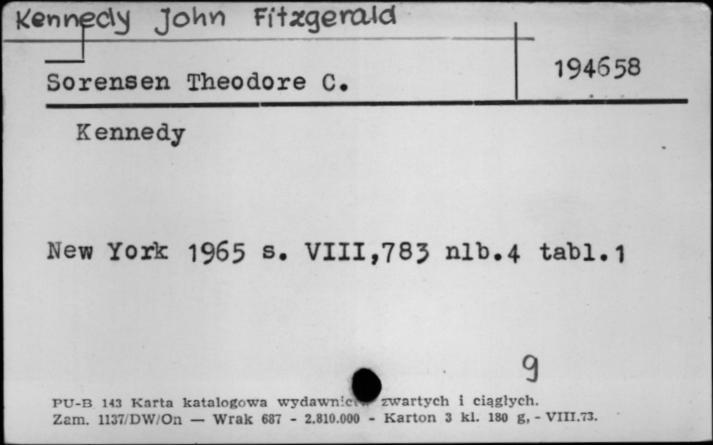 Kennedy John Fitzgerald
Sorensen Theodore C.
194658
Kennedy
New York 1965 s. VIII,783 nlb.4 tabl.1
9
PU-B 143 Karta katalogowa zwartych i ciągłych.
Zam. 1137/DW/On — Wrak 687 - 2.810.000 - Karton 3 kl. 180 g, - VIII.73.